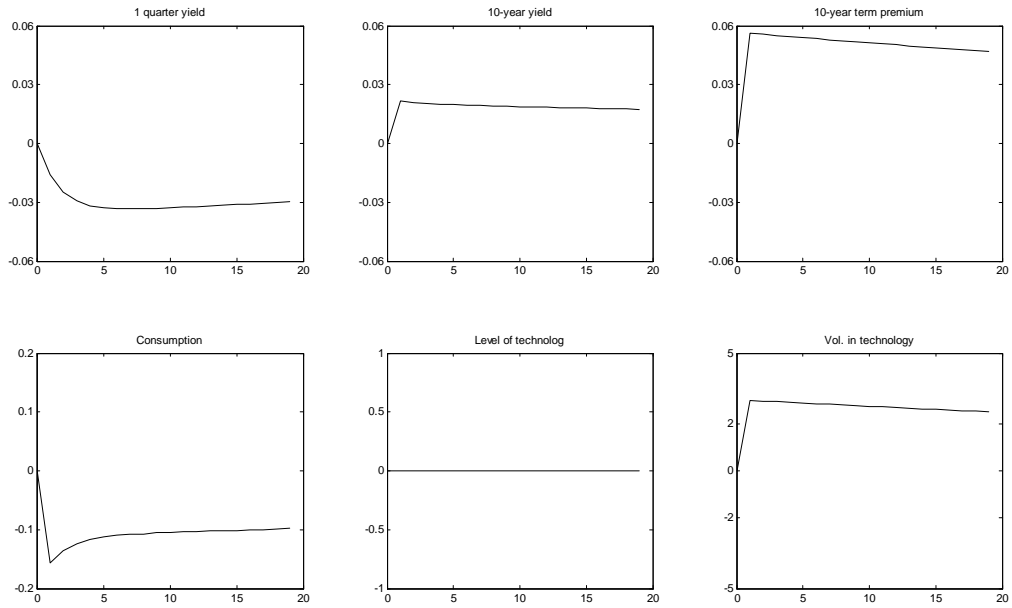 1 quarter yield
10-year yield
10-year term premium
0.06
0.03
0
-0.03
-0.06
0 5 10 15 20
0.06
0.03
0
-0.03
-0.06
0 5 10 15 20
0.06
0.03
0
-0.03
-0.06
0 5 10 15 20
Consumption
Level of technolog
Vol. in technology
0.2
0.1
0
-0.1
-0.2
0 5 10 15 20
1
0.5
0
-0.5
-1
0 5 10 15 20
5
2
0
-2
-5
0 5 10 15 20